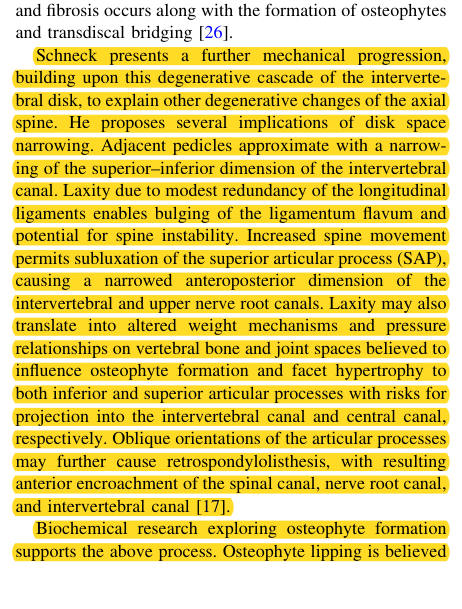 and fibrosis occurs along with the formation of osteophytes
and transdiscal bridging [26].
Schneck presents a further mechanical progression,
building upon this degenerative cascade of the interverte-
bral disk, to explain other degenerative changes of the axial
spine. He proposes several implications of disk space
narrowing. Adjacent pedicles approximate with a narrow-
ing of the superior–inferior dimension of the intervertebral
canal. Laxity due to modest redundancy of the longitudinal
ligaments enables bulging of the ligamentum flavum and
potential for spine instability. Increased spine movement
permits subluxation of the superior articular process (SAP),
causing a narrowed anteroposterior dimension of the
intervertebral and upper nerve root canals. Laxity may also
translate into altered weight mechanisms and pressure
relationships on vertebral bone and joint spaces believed to
influence osteophyte formation and facet hypertrophy to
both inferior and superior articular processes with risks for
projection into the intervertebral canal and central canal,
respectively. Oblique orientations of the articular processes
may further cause retrospondylolisthesis, with resulting
anterior encroachment of the spinal canal, nerve root canal,
and intervertebral canal [17].
Biochemical research exploring osteophyte formation
supports the above process. Osteophyte lipping is believed